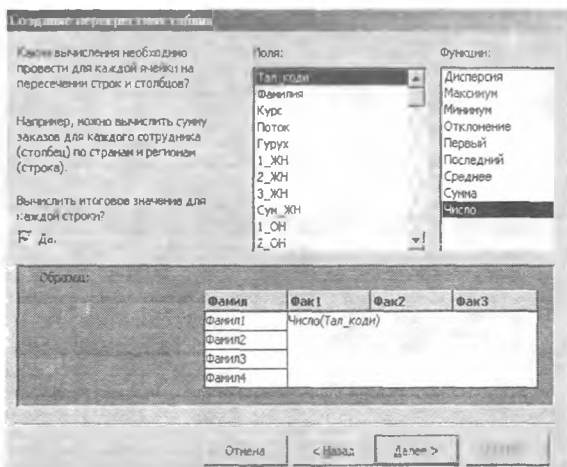 Создание перекрестных таблиц
Какие вычисления необходимо
провести для каждой ячейки на
пересечении строк и столбцов?
Например, можно вычислить сумму
заказов для каждого сотрудника
(столбец) по странам и регионам
(строка).
Вычислить итоговое значение для
каждой строки?
Да.
Поля:
Тал_коди
Фамилия
Курс
Поток
Гурух
1_ЖН
2_ЖН
3_ЖН
Сум_ЖН
1_ОН
2_ОН
Функции:
Дисперсия
Максимум
Минимум
Отклонение
Первый
Последний
Среднее
Сумма
Число
Образец:
Фамил Фак1 Фак2 Фак3
Фамил1 Число(Тал_коди)
Фамил2
Фамил3
Фамил4
Отмена < Назад Далее >